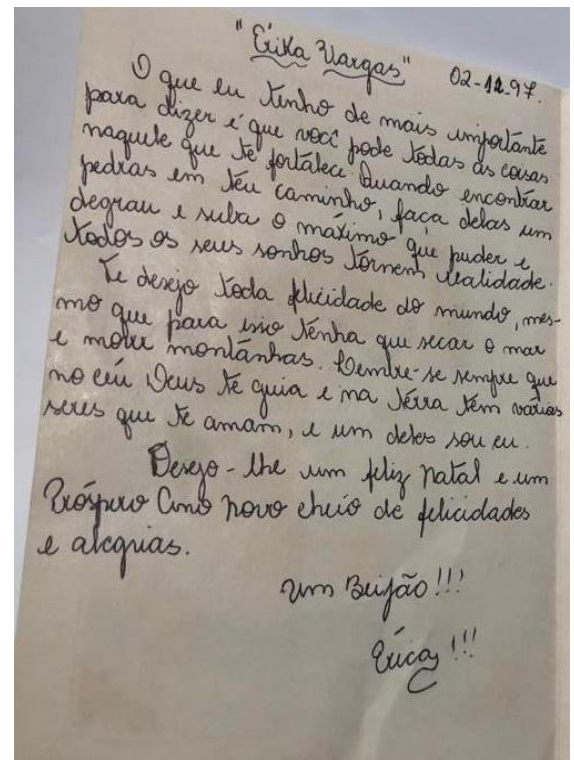 "Érika Vargas" 02-12.97.
O que eu tenho de mais importante
para dizer é que você pode todas as coisas
naquele que te fortalece. Quando encontrar
pedras em teu caminho, faça delas um
degrau e suba o máximo que puder e
todos os seus sonhos tornem realidade.
Te desejo toda felicidade do mundo, mes-
mo que para isso tenha que secar o mar
e mover montanhas. Lembre-se sempre que
no céu Deus te guia e na terra tem vários
seres que te amam, e um deles sou eu.
Desejo-lhe um feliz natal e um
Próspero Ano novo cheio de felicidades
e alegrias.
Um Beijão!!!
Érica!!!